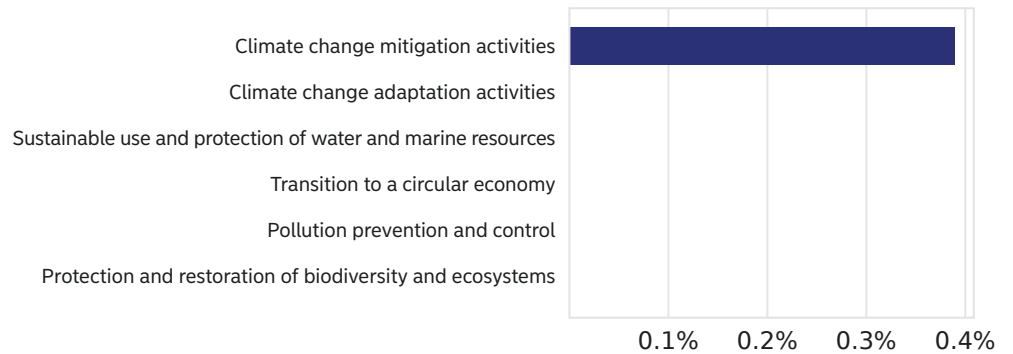 Climate change mitigation activities
Climate change adaptation activities
Sustainable use and protection of water and marine resources
Transition to a circular economy
Pollution prevention and control
Protection and restoration of biodiversity and ecosystems
0.1% 0.2% 0.3% 0.4%